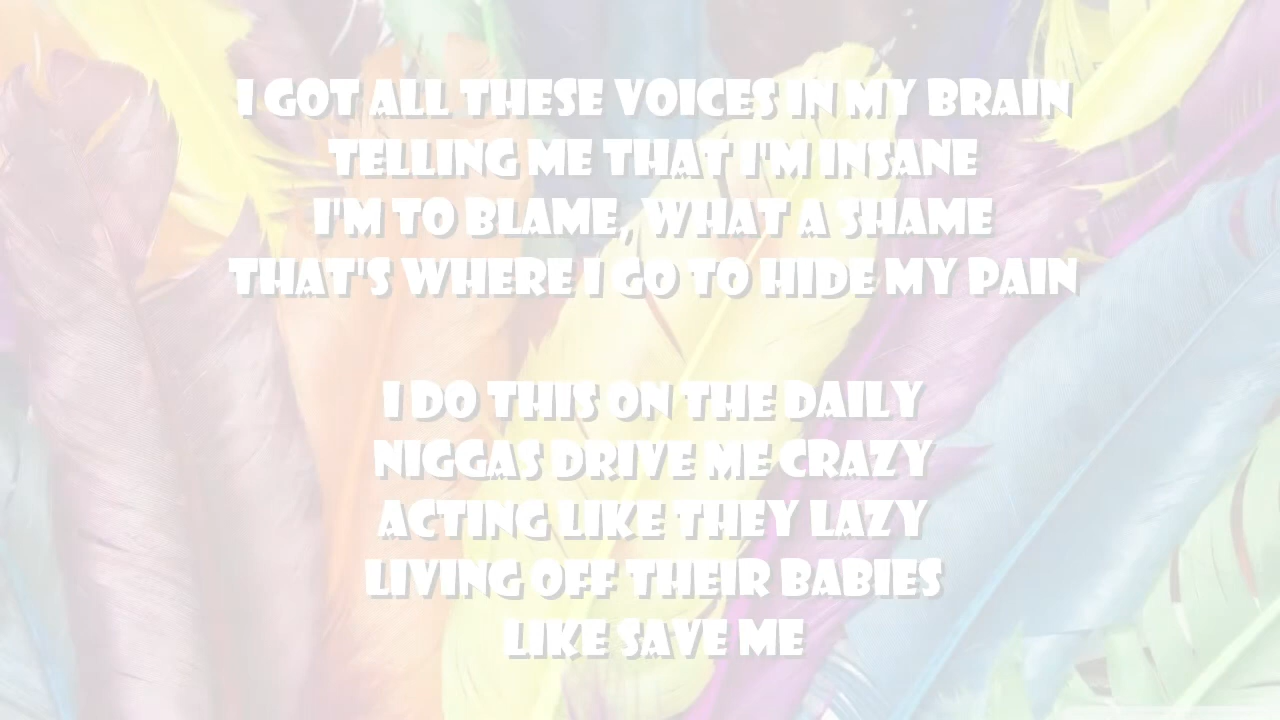 I GOT ALL THESE VOICES IN MY BRAIN
TELLING ME THAT I'M INSANE
I'M TO BLAME, WHAT A SHAME
THAT'S WHERE I GO TO HIDE MY PAIN
I DO THIS ON THE DAILY
NIGGAS DRIVE ME CRAZY
ACTING LIKE THEY LAZY
LIVING OFF THEIR BABIES
LIKE SAVE ME